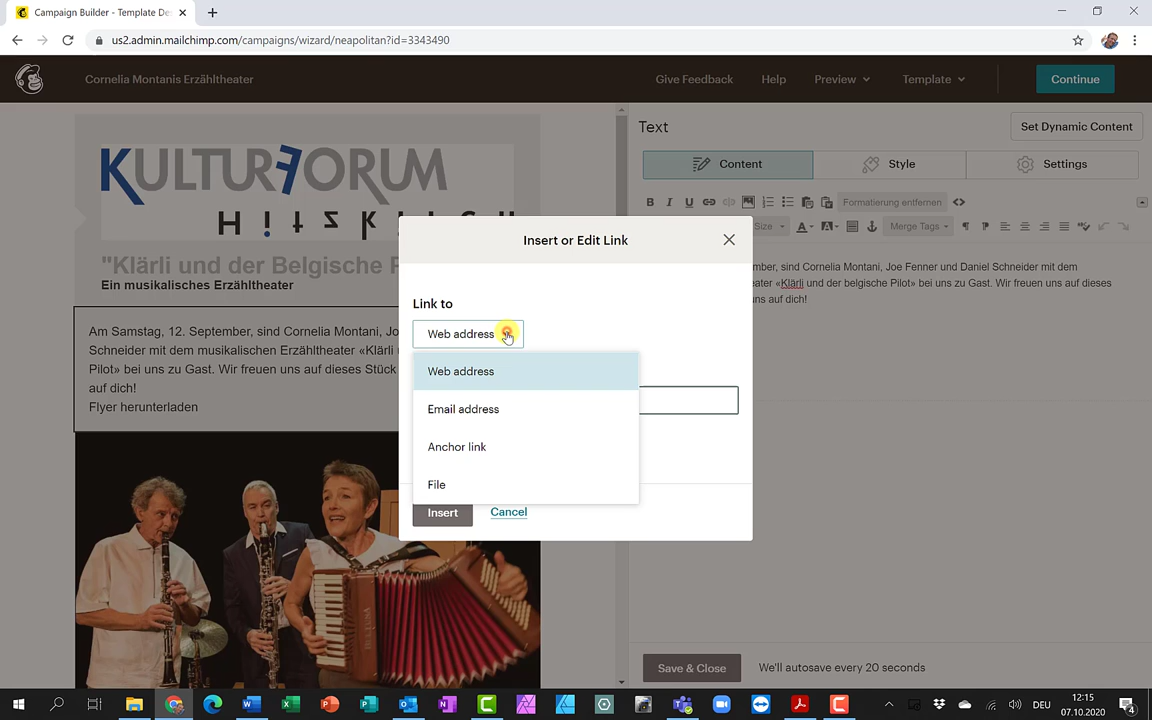 Campaign Builder - Template De
us2.admin.mailchimp.com/campaigns/wizard/neapolitan?id=3343490
Cornelia Montanis Erzähltheater
Give Feedback
Help
Preview
Template
Continue
KULTURFORUM
"Klärli und der Belgische P
Ein musikalisches Erzähltheater
Am Samstag, 12. September, sind Cornelia Montani, Jo
Schneider mit dem musikalischen Erzähltheater «Klärli u
Pilot» bei uns zu Gast. Wir freuen uns auf dieses Stück
auf dich!
Flyer herunterladen
Insert or Edit Link
Link to
Web address
Web address
Email address
Anchor link
File
Insert
Cancel
Text
Set Dynamic Content
Content
Style
Settings
B I U
Formatierung entfernen
Size
A
A
Merge Tags
mber, sind Cornelia Montani, Joe Fenner und Daniel Schneider mit dem
eater «Klärli und der belgische Pilot» bei uns zu Gast. Wir freuen uns auf dieses
ns auf dich!
Save & Close
We'll autosave every 20 seconds
DEU
12:15
07.10.2020